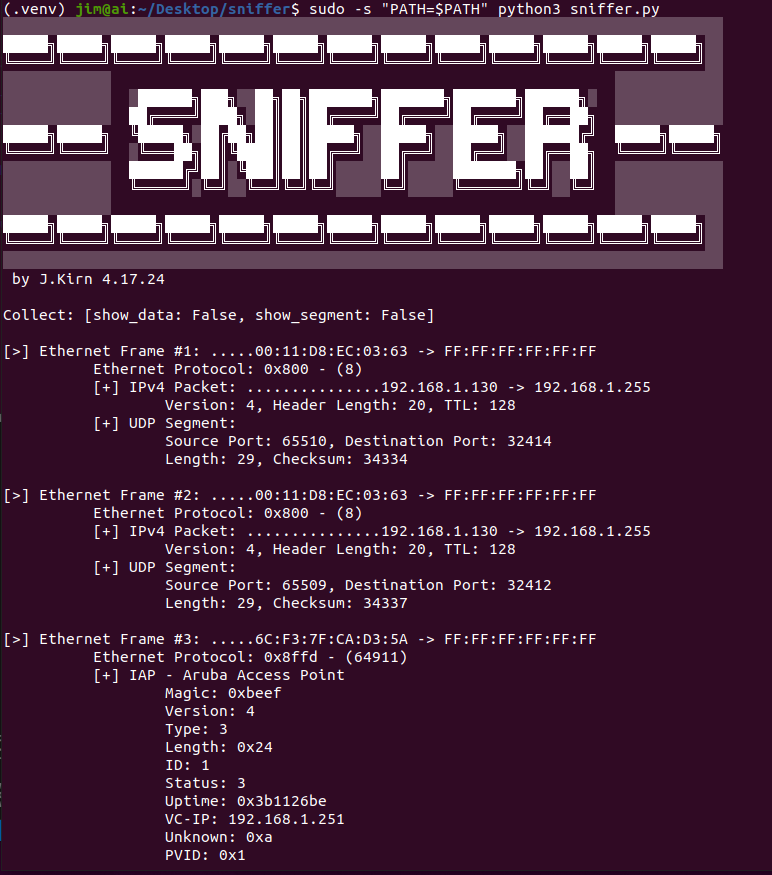 (.venv) jim@ai:~/Desktop/sniffer$ sudo -s "PATH=$PATH" python3 sniffer.py
SNIFFER
by J.Kirn 4.17.24
Collect: [show_data: False, show_segment: False]
[>] Ethernet Frame #1: .....00:11:D8:EC:03:63 -> FF:FF:FF:FF:FF:FF
Ethernet Protocol: 0x800 - (8)
[+] IPv4 Packet: ...............192.168.1.130 -> 192.168.1.255
Version: 4, Header Length: 20, TTL: 128
[+] UDP Segment:
Source Port: 65510, Destination Port: 32414
Length: 29, Checksum: 34334
[>] Ethernet Frame #2: .....00:11:D8:EC:03:63 -> FF:FF:FF:FF:FF:FF
Ethernet Protocol: 0x800 - (8)
[+] IPv4 Packet: ...............192.168.1.130 -> 192.168.1.255
Version: 4, Header Length: 20, TTL: 128
[+] UDP Segment:
Source Port: 65509, Destination Port: 32412
Length: 29, Checksum: 34337
[>] Ethernet Frame #3: .....6C:F3:7F:CA:D3:5A -> FF:FF:FF:FF:FF:FF
Ethernet Protocol: 0x8ffd - (64911)
[+] IAP - Aruba Access Point
Magic: 0xbeef
Version: 4
Type: 3
Length: 0x24
ID: 1
Status: 3
Uptime: 0x3b1126be
VC-IP: 192.168.1.251
Unknown: 0xa
PVID: 0x1